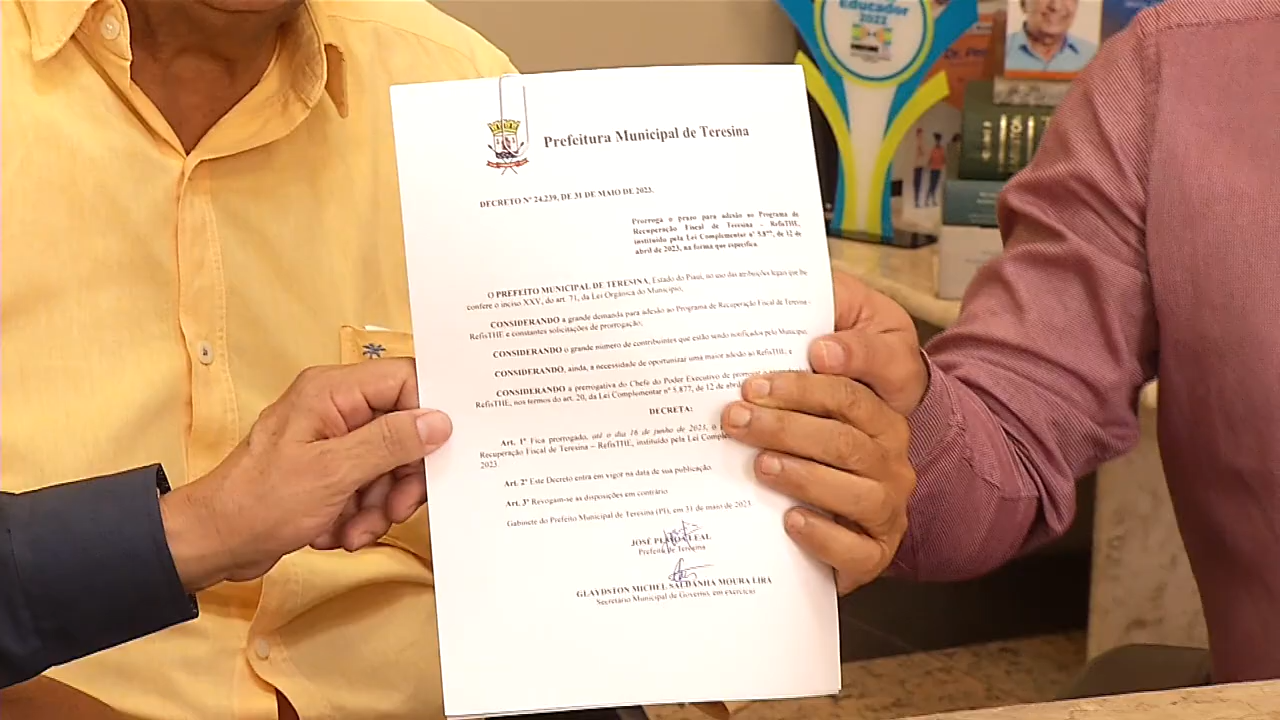 Educador
2022
Prefeitura Municipal de Teresina
DECRETO Nº 24.239, DE 31 DE MAIO DE 2023.
Prorroga o prazo para adesão ao Programa de
Recuperação Fiscal de Teresina - RefisTHE,
instituído pela Lei Complementar nº 5.877, de 12 de
abril de 2023, na forma que especifica.
O PREFEITO MUNICIPAL DE TERESINA, Estado do Piauí, no uso das atribuições legais que lhe
confere o inciso XXV, do art. 71, da Lei Orgânica do Município,
CONSIDERANDO a grande demanda para adesão ao Programa de Recuperação Fiscal de Teresina -
RefisTHE e constantes solicitações de prorrogação;
CONSIDERANDO o grande número de contribuintes que estão sendo notificados pelo Município;
CONSIDERANDO, ainda, a necessidade de oportunizar uma maior adesão ao RefisTHE e
CONSIDERANDO a prerrogativa do Chefe do Poder Executivo de prorrogar o
RefisTHE, nos termos do art. 20, da Lei Complementar nº 5.877, de 12 de abril
DECRETA:
Art. 1º Fica prorrogado, até o dia 16 de junho de 2023, o
Recuperação Fiscal de Teresina – RefisTHE, instituído pela Lei
2023.
Art. 2º Este Decreto entra em vigor na data de sua publicação.
Art. 3º Revogam-se as disposições em contrário.
Gabinete do Prefeito Municipal de Teresina (PI), em 31 de maio de 2023.
JOSÉ PESSOA LEAL
Prefeito de Teresina
GLAYDSTON MICHEL SALDANHA MOURA LIRA
Secretário Municipal de Governo, em exercício